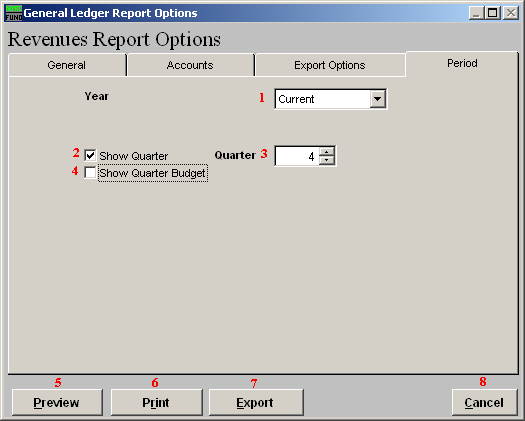 FUND General Ledger Report Options
Revenues Report Options
General Accounts Export Options Period
Year 1 Current
2 Show Quarter Quarter 3 4
4 Show Quarter Budget
5 6 7 8
Preview Print Export Cancel